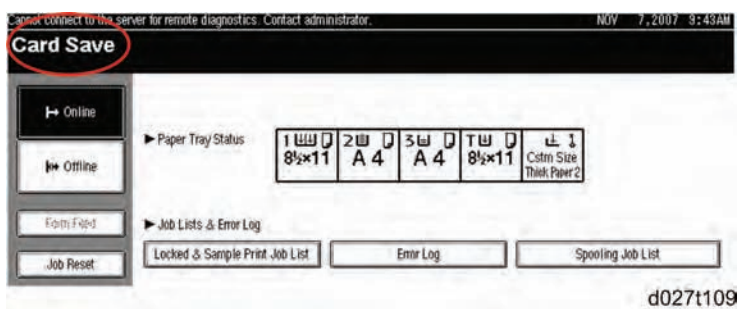 Cannot connect to the server for remote diagnostics. Contact administrator. NOV 7,2007 9:43AM
Card Save
Online
Offline
Form Feed
Job Reset
►Paper Tray Status
1 8½×11
2 A 4
3 A 4
T 8½×11
Cstm Size
Thick Paper 2
►Job Lists & Error Log
Locked & Sample Print Job List
Error Log
Spooling Job List
d027t109